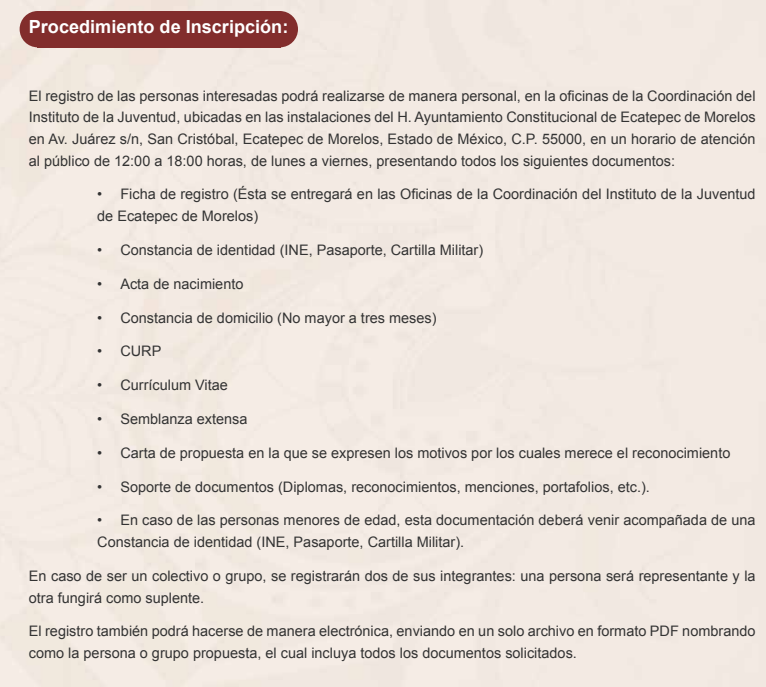 Procedimiento de Inscripción:
El registro de las personas interesadas podrá realizarse de manera personal, en la oficinas de la Coordinación del
Instituto de la Juventud, ubicadas en las instalaciones del H. Ayuntamiento Constitucional de Ecatepec de Morelos
en Av. Juárez s/n, San Cristóbal, Ecatepec de Morelos, Estado de México, C.P. 55000, en un horario de atención
al público de 12:00 a 18:00 horas, de lunes a viernes, presentando todos los siguientes documentos:
• Ficha de registro (Ésta se entregará en las Oficinas de la Coordinación del Instituto de la Juventud
de Ecatepec de Morelos)
• Constancia de identidad (INE, Pasaporte, Cartilla Militar)
• Acta de nacimiento
• Constancia de domicilio (No mayor a tres meses)
• CURP
• Currículum Vitae
• Semblanza extensa
• Carta de propuesta en la que se expresen los motivos por los cuales merece el reconocimiento
• Soporte de documentos (Diplomas, reconocimientos, menciones, portafolios, etc.).
• En caso de las personas menores de edad, esta documentación deberá venir acompañada de una
Constancia de identidad (INE, Pasaporte, Cartilla Militar).
En caso de ser un colectivo o grupo, se registrarán dos de sus integrantes: una persona será representante y la
otra fungirá como suplente.
El registro también podrá hacerse de manera electrónica, enviando en un solo archivo en formato PDF nombrando
como la persona o grupo propuesta, el cual incluya todos los documentos solicitados.